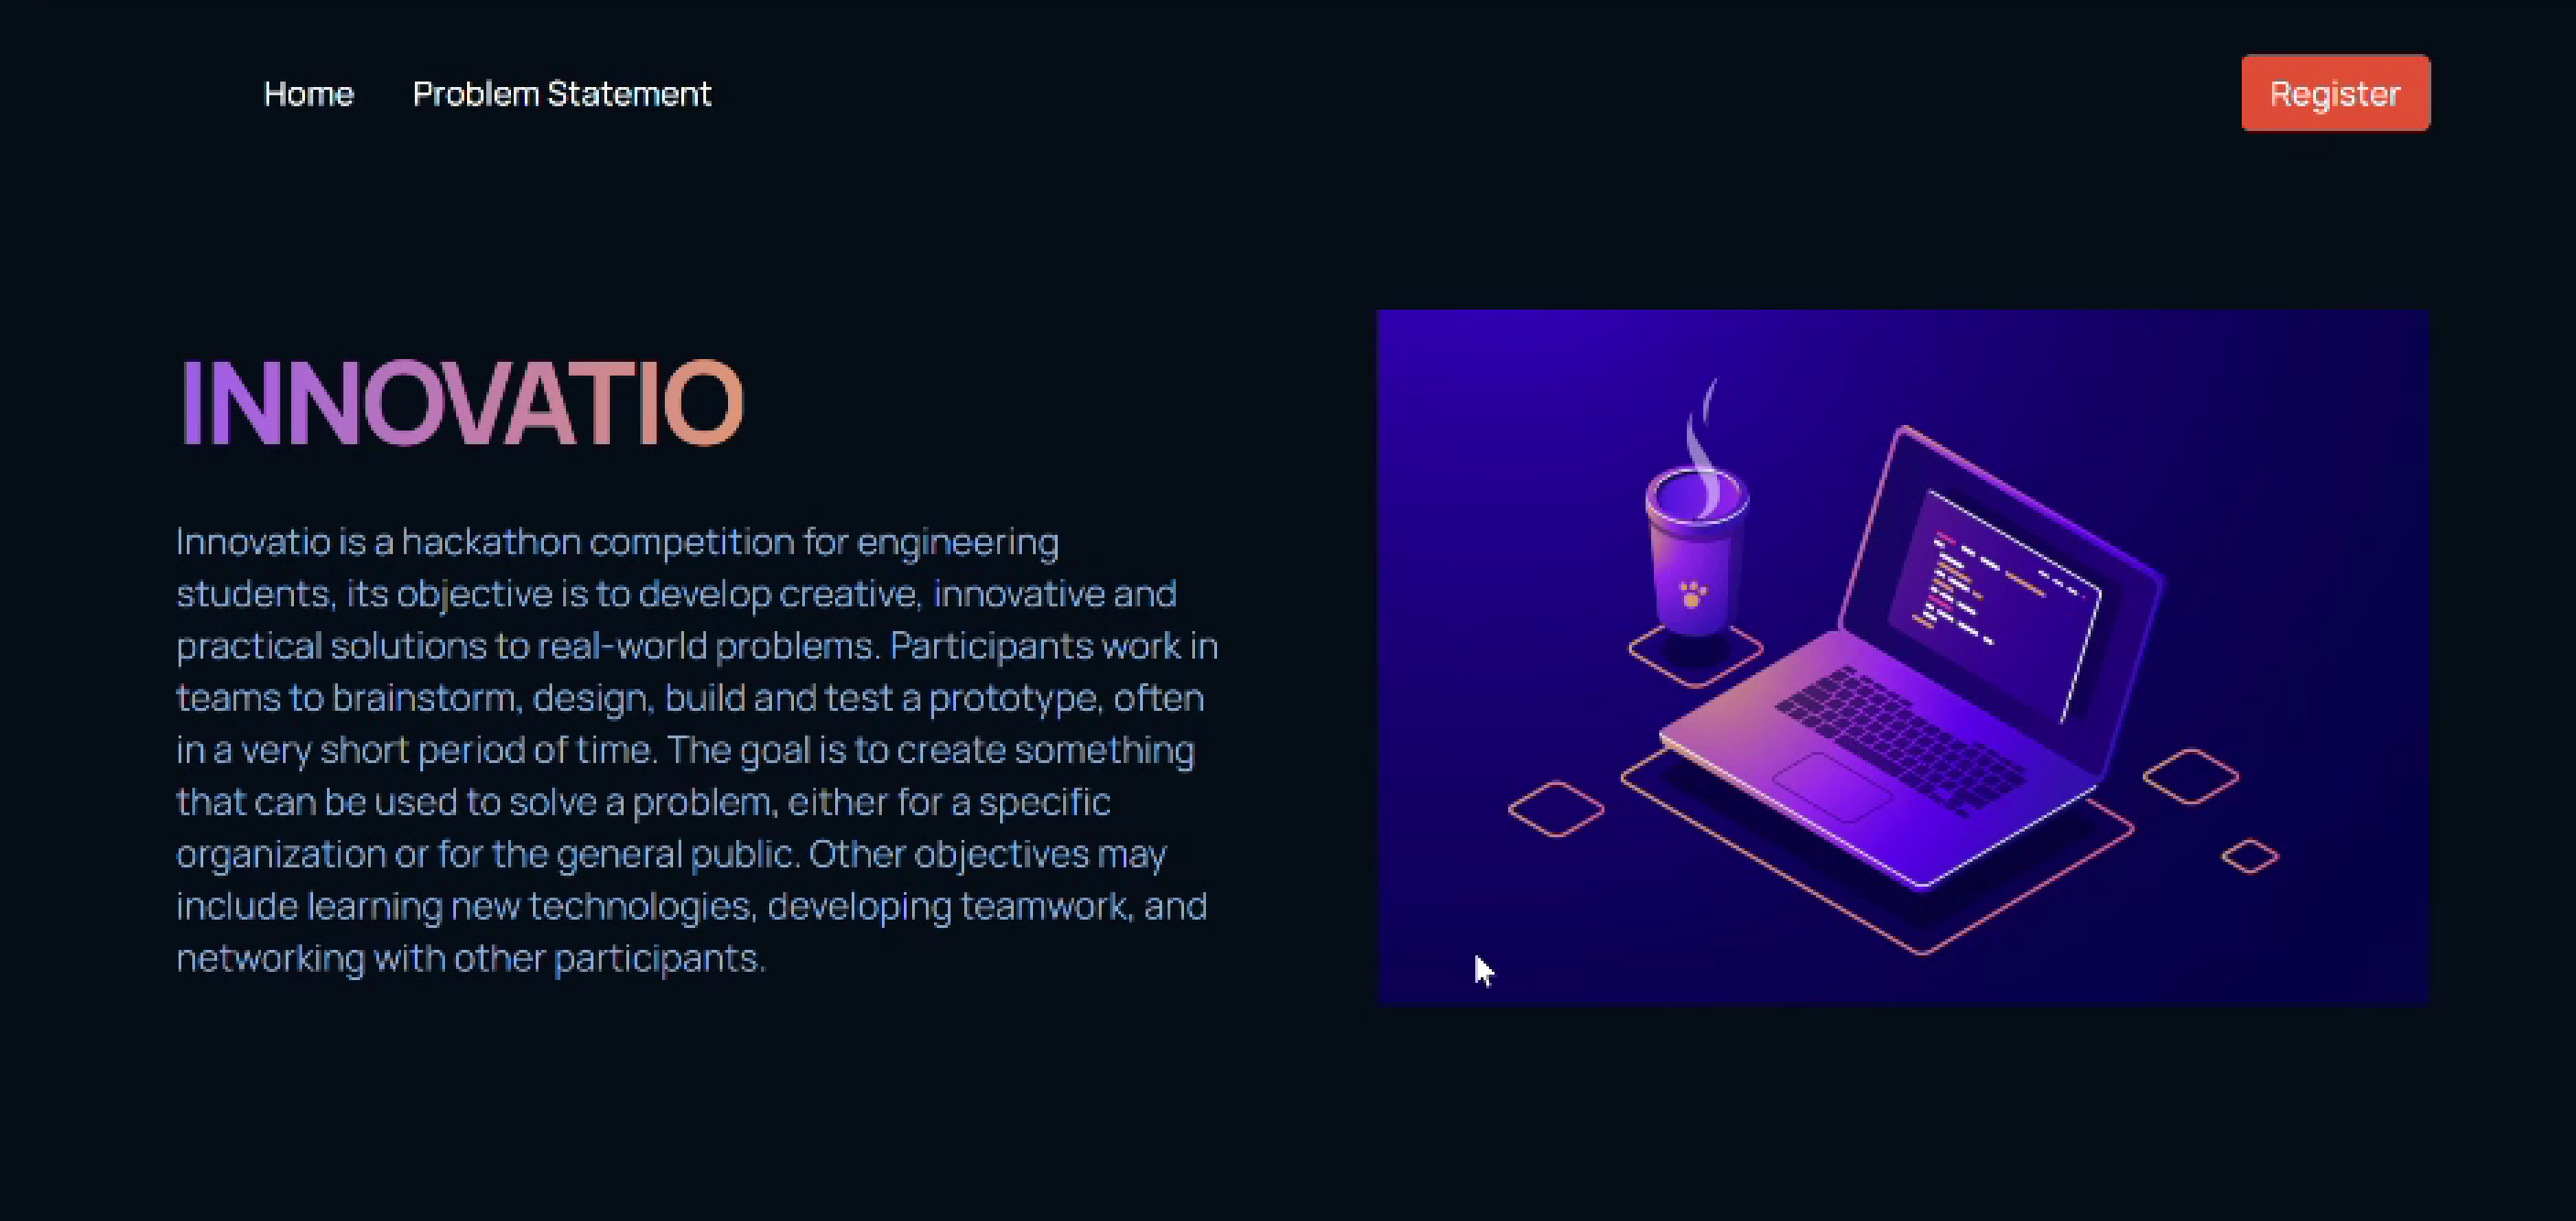 Home Problem Statement Register
INNOVATIO
Innovatio is a hackathon competition for engineering
students, its objective is to develop creative, innovative and
practical solutions to real-world problems. Participants work in
teams to brainstorm, design, build and test a prototype, often
in a very short period of time. The goal is to create something
that can be used to solve a problem, either for a specific
organization or for the general public. Other objectives may
include learning new technologies, developing teamwork, and
networking with other participants.